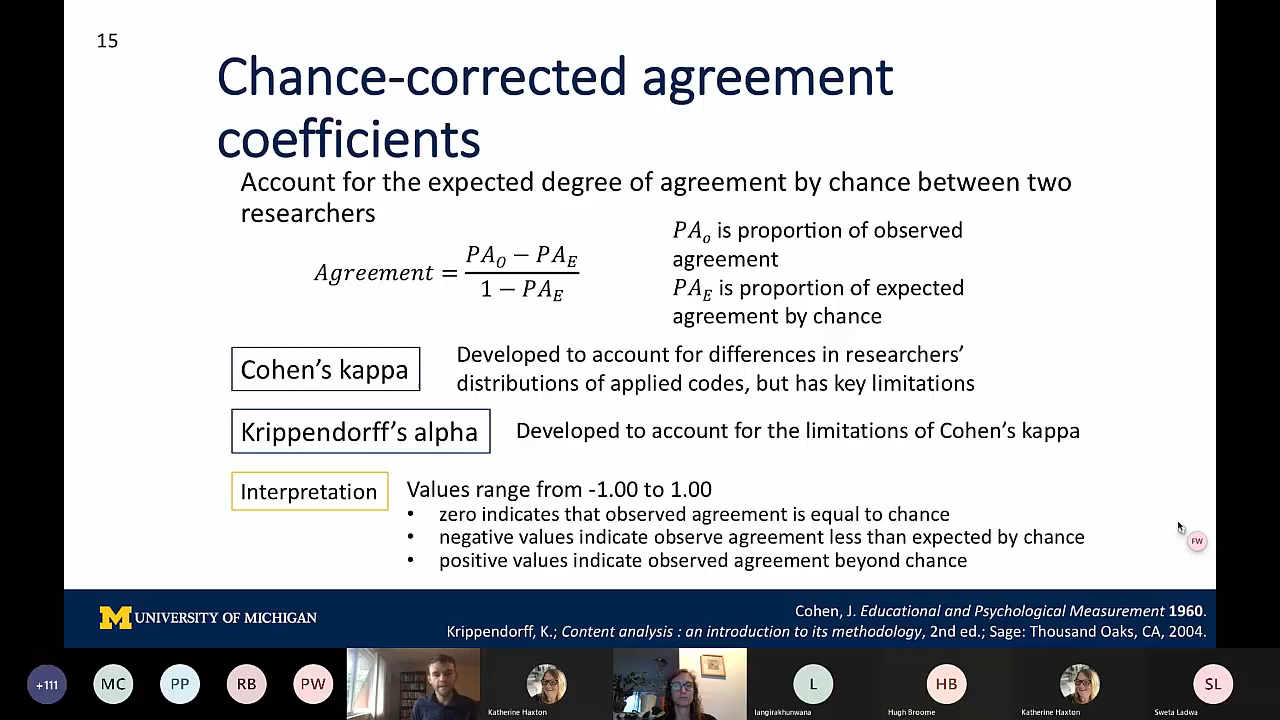 15
Chance-corrected agreement
coefficients
Account for the expected degree of agreement by chance between two
researchers
Agreement = PA_O − PA_E / 1 − PA_E
PA_o is proportion of observed
agreement
PA_E is proportion of expected
agreement by chance
Cohen’s kappa
Developed to account for differences in researchers’
distributions of applied codes, but has key limitations
Krippendorff’s alpha
Developed to account for the limitations of Cohen’s kappa
Interpretation
Values range from -1.00 to 1.00
• zero indicates that observed agreement is equal to chance
• negative values indicate observe agreement less than expected by chance
• positive values indicate observed agreement beyond chance
FW
M UNIVERSITY OF MICHIGAN
Cohen, J. Educational and Psychological Measurement 1960.
Krippendorff, K.; Content analysis : an introduction to its methodology, 2nd ed.; Sage: Thousand Oaks, CA, 2004.
+111
MC
PP
RB
PW
L
HB
SL
Katherine Haxton
langirakhunwana
Hugh Broome
Katherine Haxton
Sweta Ladwa